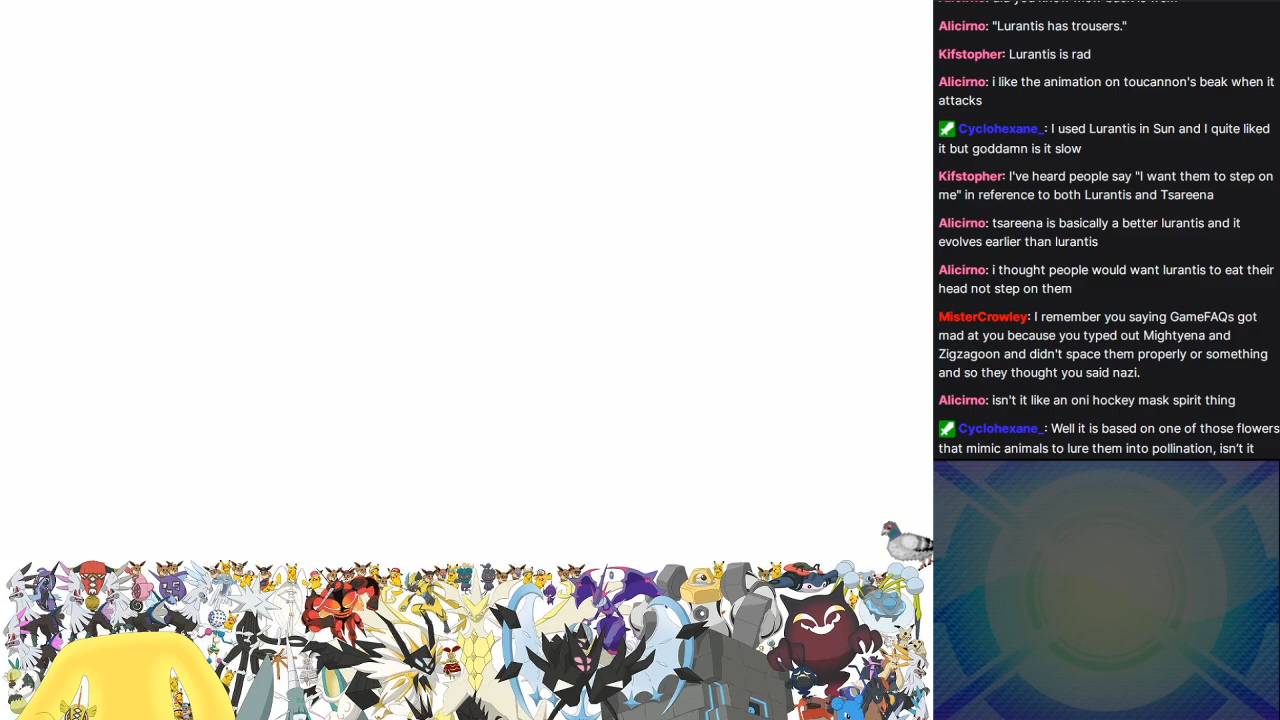 Alicirno: "Lurantis has trousers."
Kifstopher: Lurantis is rad
Alicirno: i like the animation on toucannon's beak when it
attacks
Cyclohexane_: I used Lurantis in Sun and I quite liked
it but goddamn is it slow
Kifstopher: I've heard people say "I want them to step on
me" in reference to both Lurantis and Tsareena
Alicirno: tsareena is basically a better lurantis and it
evolves earlier than lurantis
Alicirno: i thought people would want lurantis to eat their
head not step on them
MisterCrowley: I remember you saying GameFAQs got
mad at you because you typed out Mightyena and
Zigzagoon and didn't space them properly or something
and so they thought you said nazi.
Alicirno: isn't it like an oni hockey mask spirit thing
Cyclohexane_: Well it is based on one of those flowers
that mimic animals to lure them into pollination, isn't it